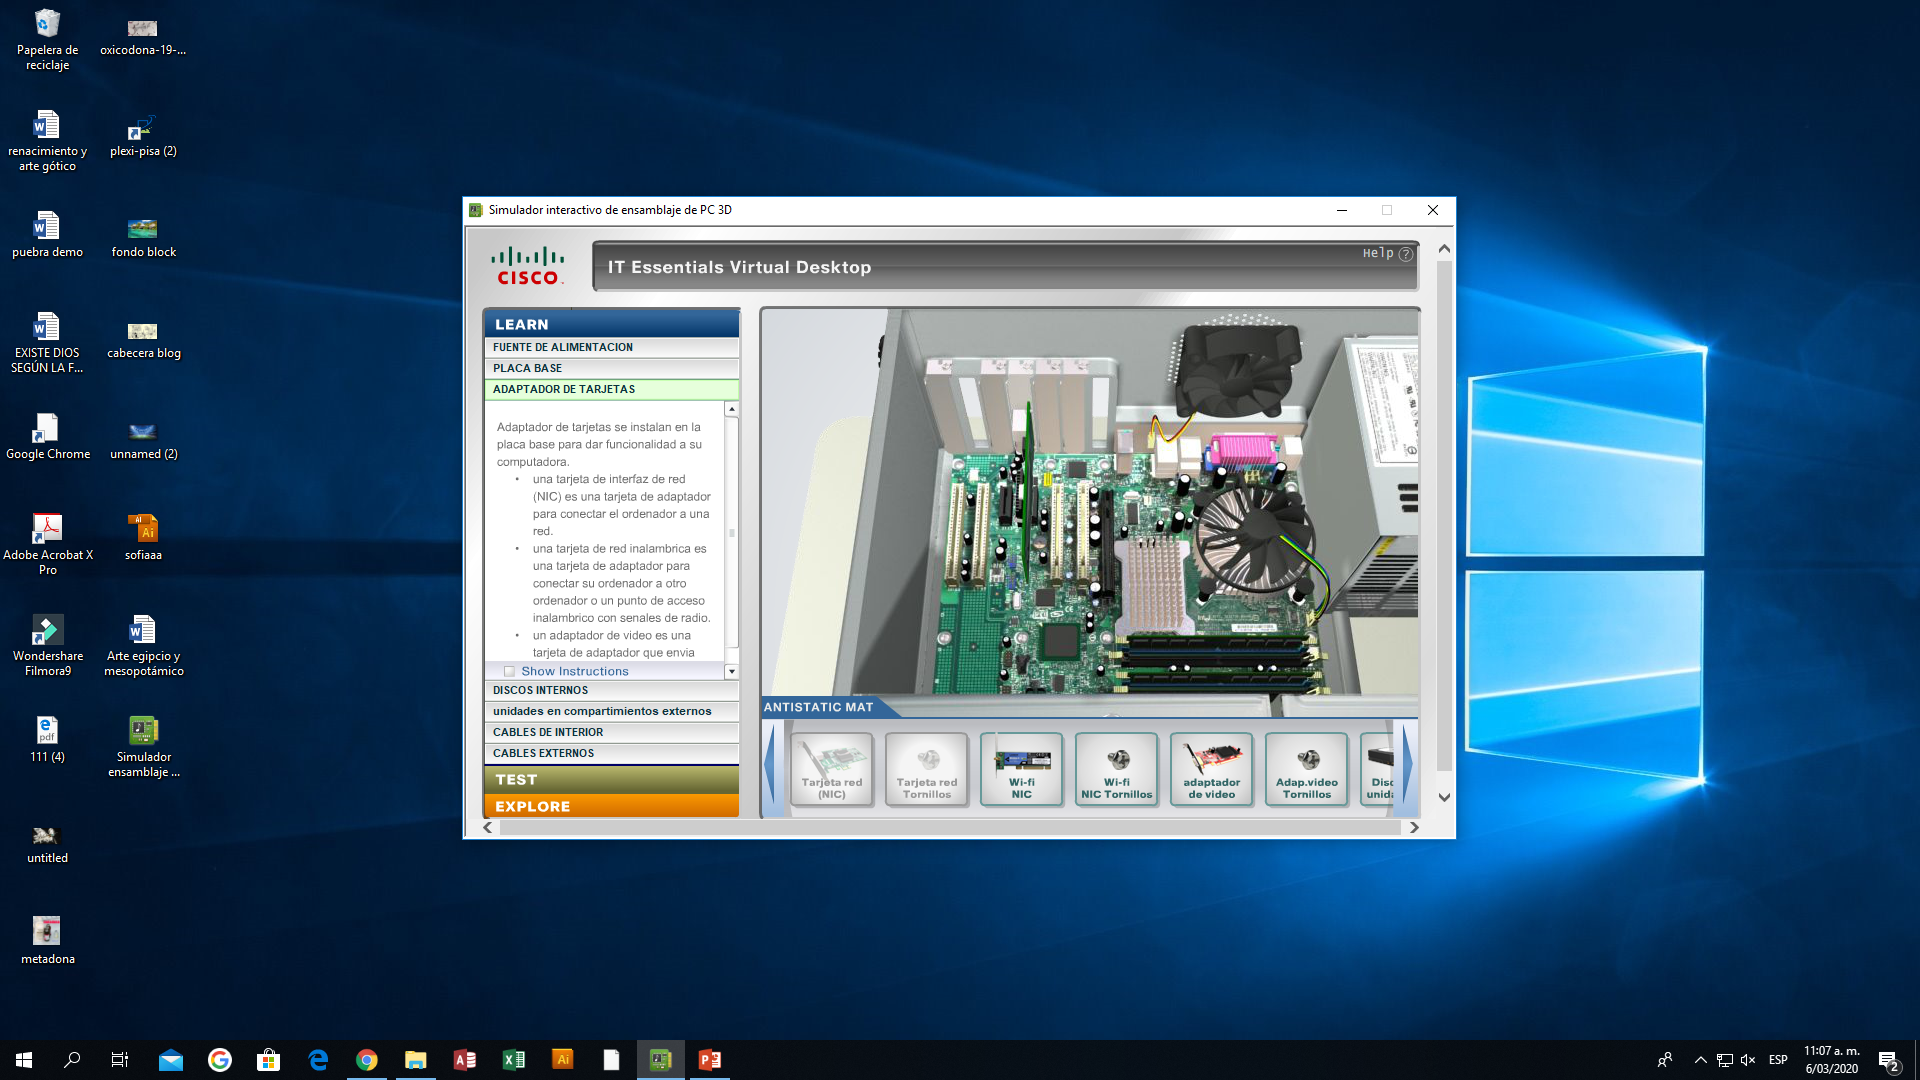 Papelera de
reciclaje
oxicodona-19-...
renacimiento y
arte gótico
plexi-pisa (2)
puebra demo
fondo block
EXISTE DIOS
SEGÚN LA F...
cabecera blog
Google Chrome
unnamed (2)
Adobe Acrobat X
Pro
sofiaaa
Wondershare
Filmora9
Arte egipcio y
mesopotámico
111 (4)
Simulador
ensamblaje ...
untitled
metadona
Simulador interactivo de ensamblaje de PC 3D
CISCO
IT Essentials Virtual Desktop
Help ?
LEARN
FUENTE DE ALIMENTACION
PLACA BASE
ADAPTADOR DE TARJETAS
Adaptador de tarjetas se instalan en la
placa base para dar funcionalidad a su
computadora.
• una tarjeta de interfaz de red
(NIC) es una tarjeta de adaptador
para conectar el ordenador a una
red.
• una tarjeta de red inalambrica es
una tarjeta de adaptador para
conectar su ordenador a otro
ordenador o un punto de acceso
inalambrico con senales de radio.
• un adaptador de video es una
tarjeta de adaptador que envia
Show Instructions
DISCOS INTERNOS
unidades en compartimientos externos
CABLES DE INTERIOR
CABLES EXTERNOS
TEST
EXPLORE
ANTISTATIC MAT
Tarjeta red
(NIC)
Tarjeta red
Tornillos
Wi-fi
NIC
Wi-fi
NIC Tornillos
adaptador
de video
Adap.video
Tornillos
Disc
unida
ESP
11:07 a. m.
6/03/2020
2